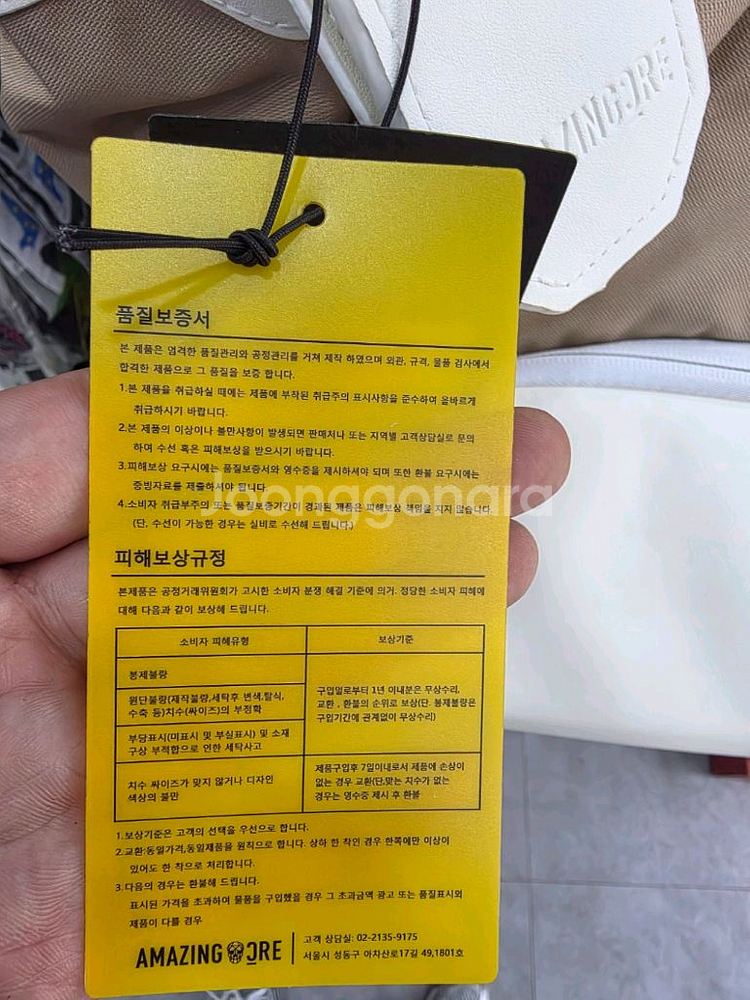 AMAZINGCRE
품질보증서
본 제품은 엄격한 품질관리와 공정관리를 거쳐 제작 하였으며 외관, 규격, 물품 검사에서
합격한 제품으로 그 품질을 보증 합니다.
1.본 제품을 취급하실 때에는 제품에 부착된 취급주의 표시사항을 준수하여 올바르게
취급하시기 바랍니다.
2.본 제품의 이상이나 불만사항이 발생되면 판매처나 또는 지역별 고객상담실로 문의
하여 수선 혹은 피해보상을 받으시기 바랍니다.
3.피해보상 요구시에는 품질보증서와 영수증을 제시하셔야 되며 또한 환불 요구시에는
증빙자료를 제출하셔야 됩니다.
4.소비자 취급부주의 또는 품질보증기간이 경과된 제품은 피해보상 책임을 지지 않습니다.
(단, 수선이 가능한 경우는 실비로 수선해 드립니다.)
Joonggonara
피해보상규정
본제품은 공정거래위원회가 고시한 소비자 분쟁 해결 기준에 의거. 정당한 소비자 피해에
대해 다음과 같이 보상해 드립니다.
소비자 피해유형
보상기준
봉제불량
원단불량(재작불량,세탁후 변색,탈식,
수축 등)치수(싸이즈)의 부정확
부당표시(미표시 및 부실표시) 및 소재
구상 부적합으로 인한 세탁사고
구입일로부터 1년 이내분은 무상수리,
교환 , 환불의 순위로 보상(단. 봉제불량은
구입기간에 관계없이 무상수리)
치수 싸이즈가 맞지 않거나 디자인
색상의 불만
제품구입후 7일이내로서 제품에 손상이
없는 경우 교환(단,맞는 치수가 없는
경우는 영수증 제시 후 환불
1.보상기준은 고객의 선택을 우선으로 합니다.
2.교환:동일가격,동일제품을 원칙으로 합니다. 상하 한 착인 경우 한쪽에만 이상이
있어도 한 착으로 처리합니다.
3.다음의 경우는 환불해 드립니다.
표시된 가격을 초과하여 물품을 구입했을 경우 그 초과금액 광고 또는 품질표시와
제품이 다를 경우
AMAZING CRE
고객 상담실: 02-2135-9175
서울시 성동구 아차산로17길 49,1801호